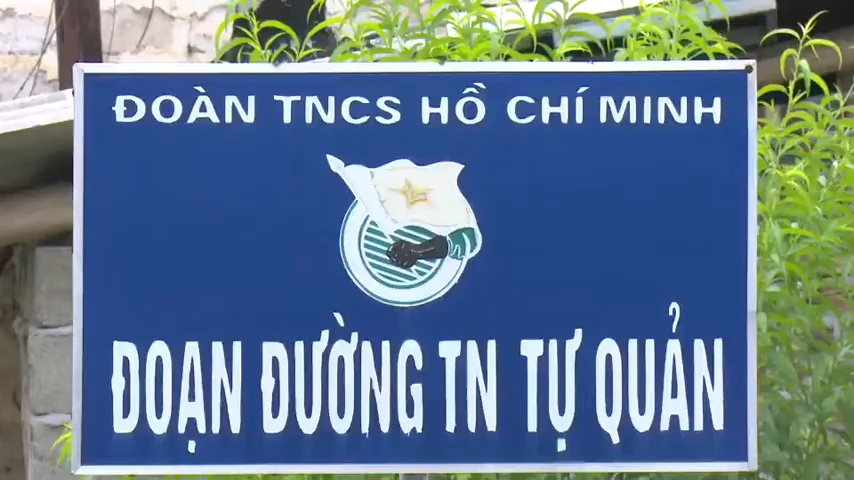 ĐOÀN TNCS HỒ CHÍ MINH
ĐOẠN ĐƯỜNG TN TỰ QUẢN